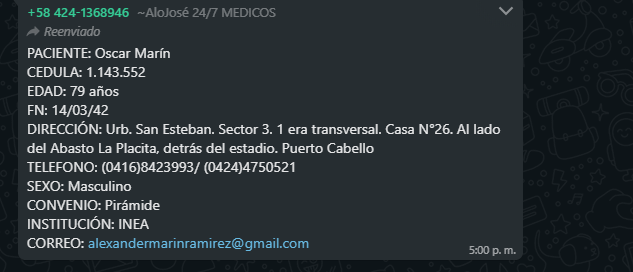 +58 424-1368946 ~AloJosé 24/7 MEDICOS
Reenviado
PACIENTE: Oscar Marín
CEDULA: 1.143.552
EDAD: 79 años
FN: 14/03/42
DIRECCIÓN: Urb. San Esteban. Sector 3. 1 era transversal. Casa N°26. Al lado
del Abasto La Placita, detrás del estadio. Puerto Cabello
TELEFONO: (0416)8423993/ (0424)4750521
SEXO: Masculino
CONVENIO: Pirámide
INSTITUCIÓN: INEA
CORREO: alexandermarinramirez@gmail.com
5:00 p. m.